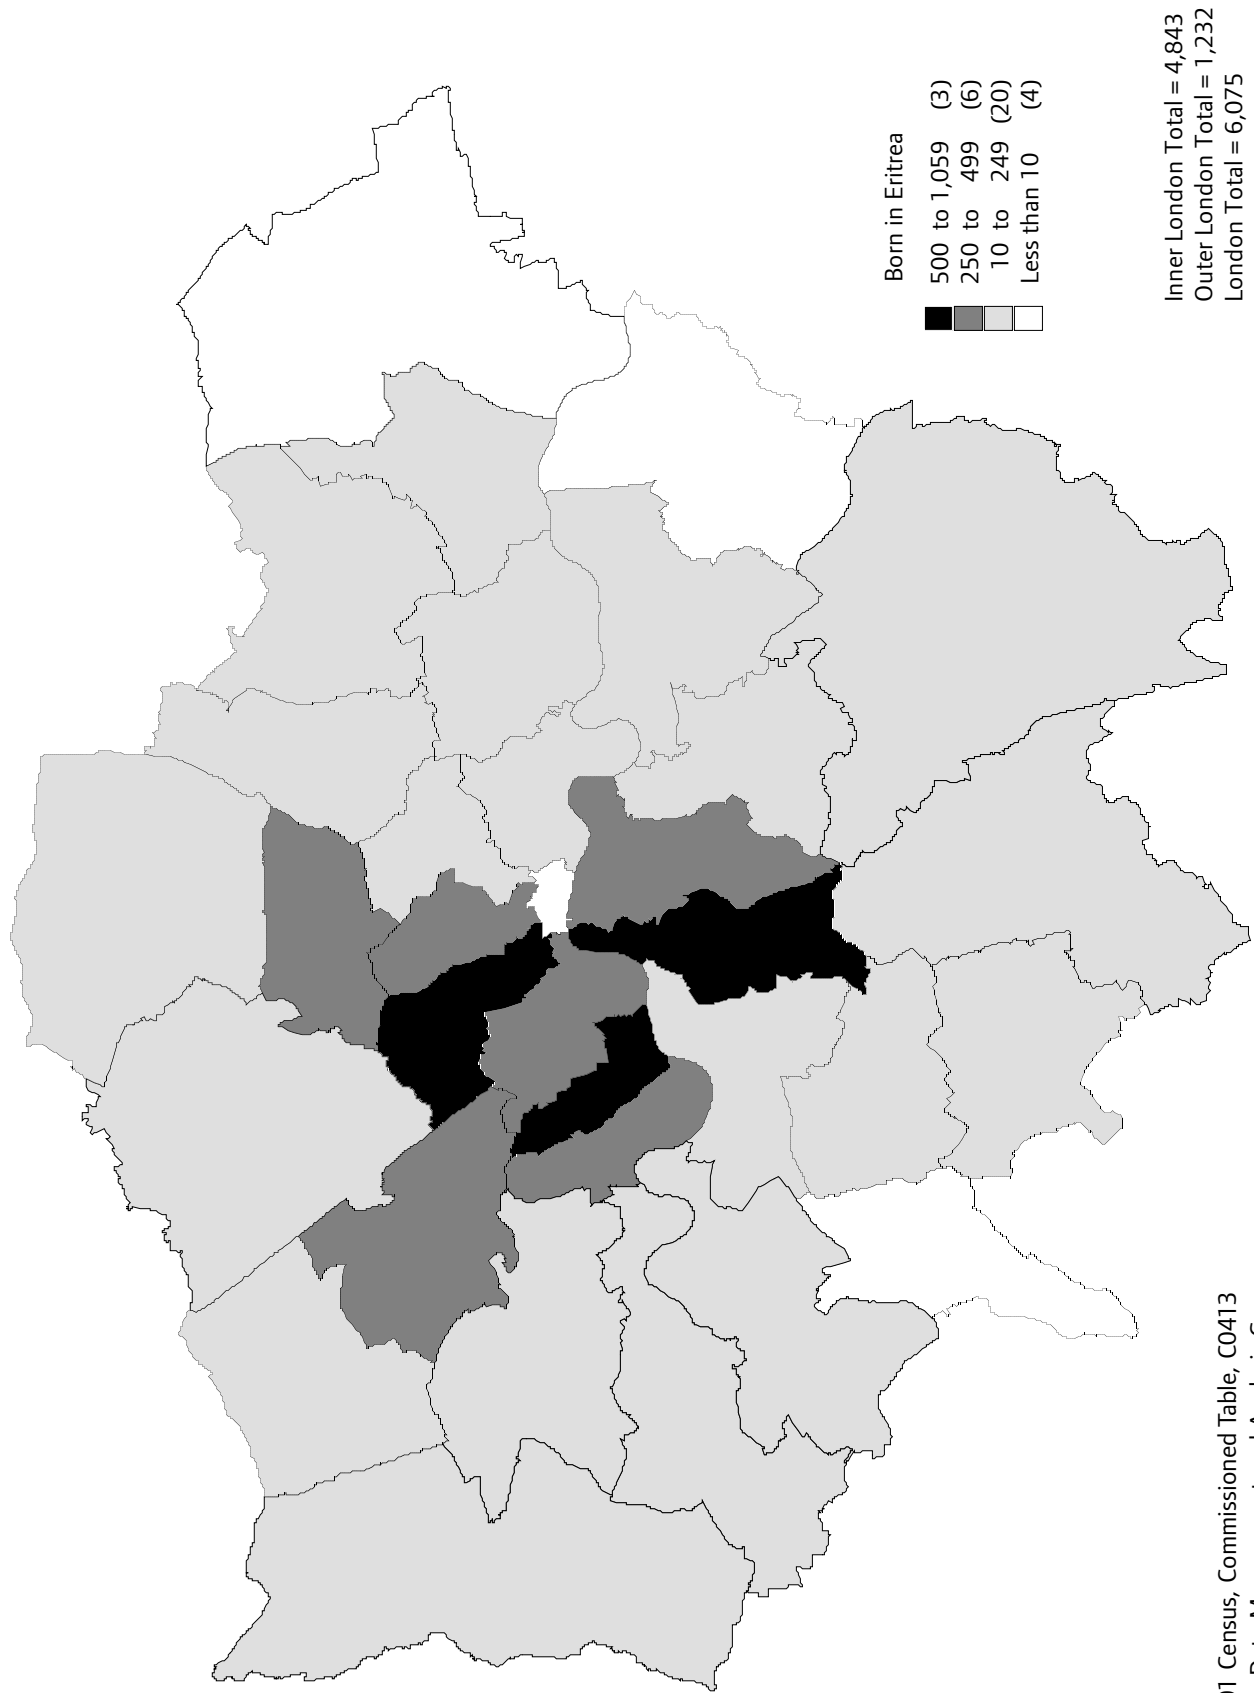 Born in Eritrea
500 to 1,059 (3)
250 to 499 (6)
10 to 249 (20)
Less than 10 (4)
Inner London Total = 4,843
Outer London Total = 1,232
London Total = 6,075
Census, Commissioned Table, C0413